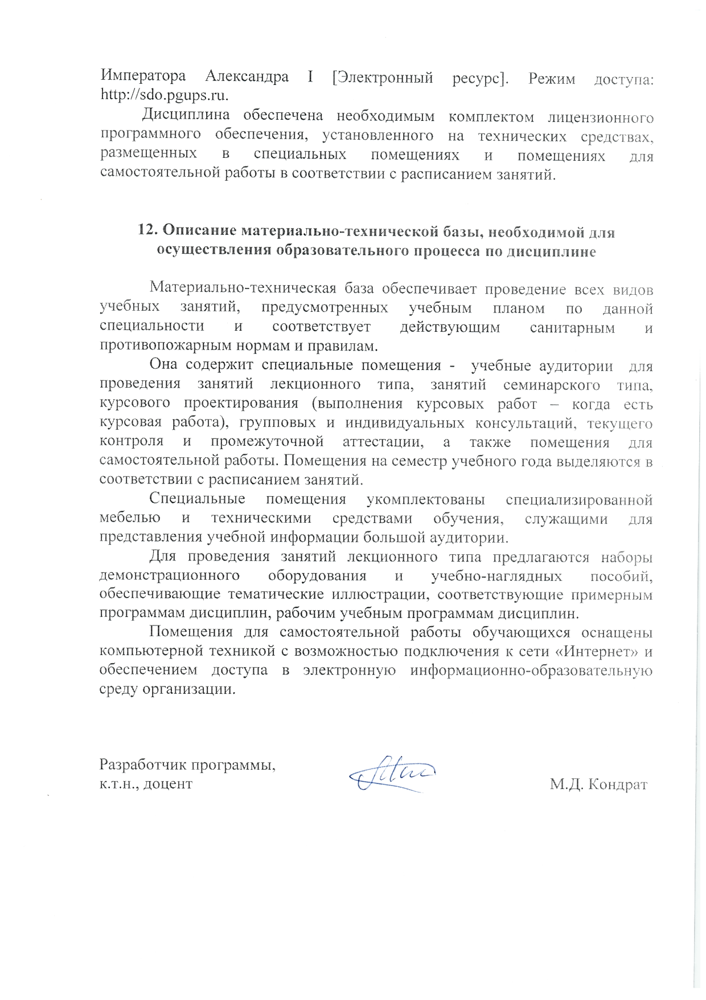 Императора Александра I [Электронный ресурс]. Режим доступа:
http://sdo.pgups.ru.
Дисциплина обеспечена необходимым комплектом лицензионного
программного обеспечения, установленного на технических средствах,
размещенных в специальных помещениях и помещениях для
самостоятельной работы в соответствии с расписанием занятий.
12. Описание материально-технической базы, необходимой для
осуществления образовательного процесса по дисциплине
Материально-техническая база обеспечивает проведение всех видов
учебных занятий, предусмотренных учебным планом по данной
специальности и соответствует действующим санитарным и
противопожарным нормам и правилам.
Она содержит специальные помещения - учебные аудитории для
проведения занятий лекционного типа, занятий семинарского типа,
курсового проектирования (выполнения курсовых работ – когда есть
курсовая работа), групповых и индивидуальных консультаций, текущего
контроля и промежуточной аттестации, а также помещения для
самостоятельной работы. Помещения на семестр учебного года выделяются в
соответствии с расписанием занятий.
Специальные помещения укомплектованы специализированной
мебелью и техническими средствами обучения, служащими для
представления учебной информации большой аудитории.
Для проведения занятий лекционного типа предлагаются наборы
демонстрационного оборудования и учебно-наглядных пособий,
обеспечивающие тематические иллюстрации, соответствующие примерным
программам дисциплин, рабочим учебным программам дисциплин.
Помещения для самостоятельной работы обучающихся оснащены
компьютерной техникой с возможностью подключения к сети «Интернет» и
обеспечением доступа в электронную информационно-образовательную
среду организации.
Разработчик программы,
к.т.н., доцент М.Д. Кондрат